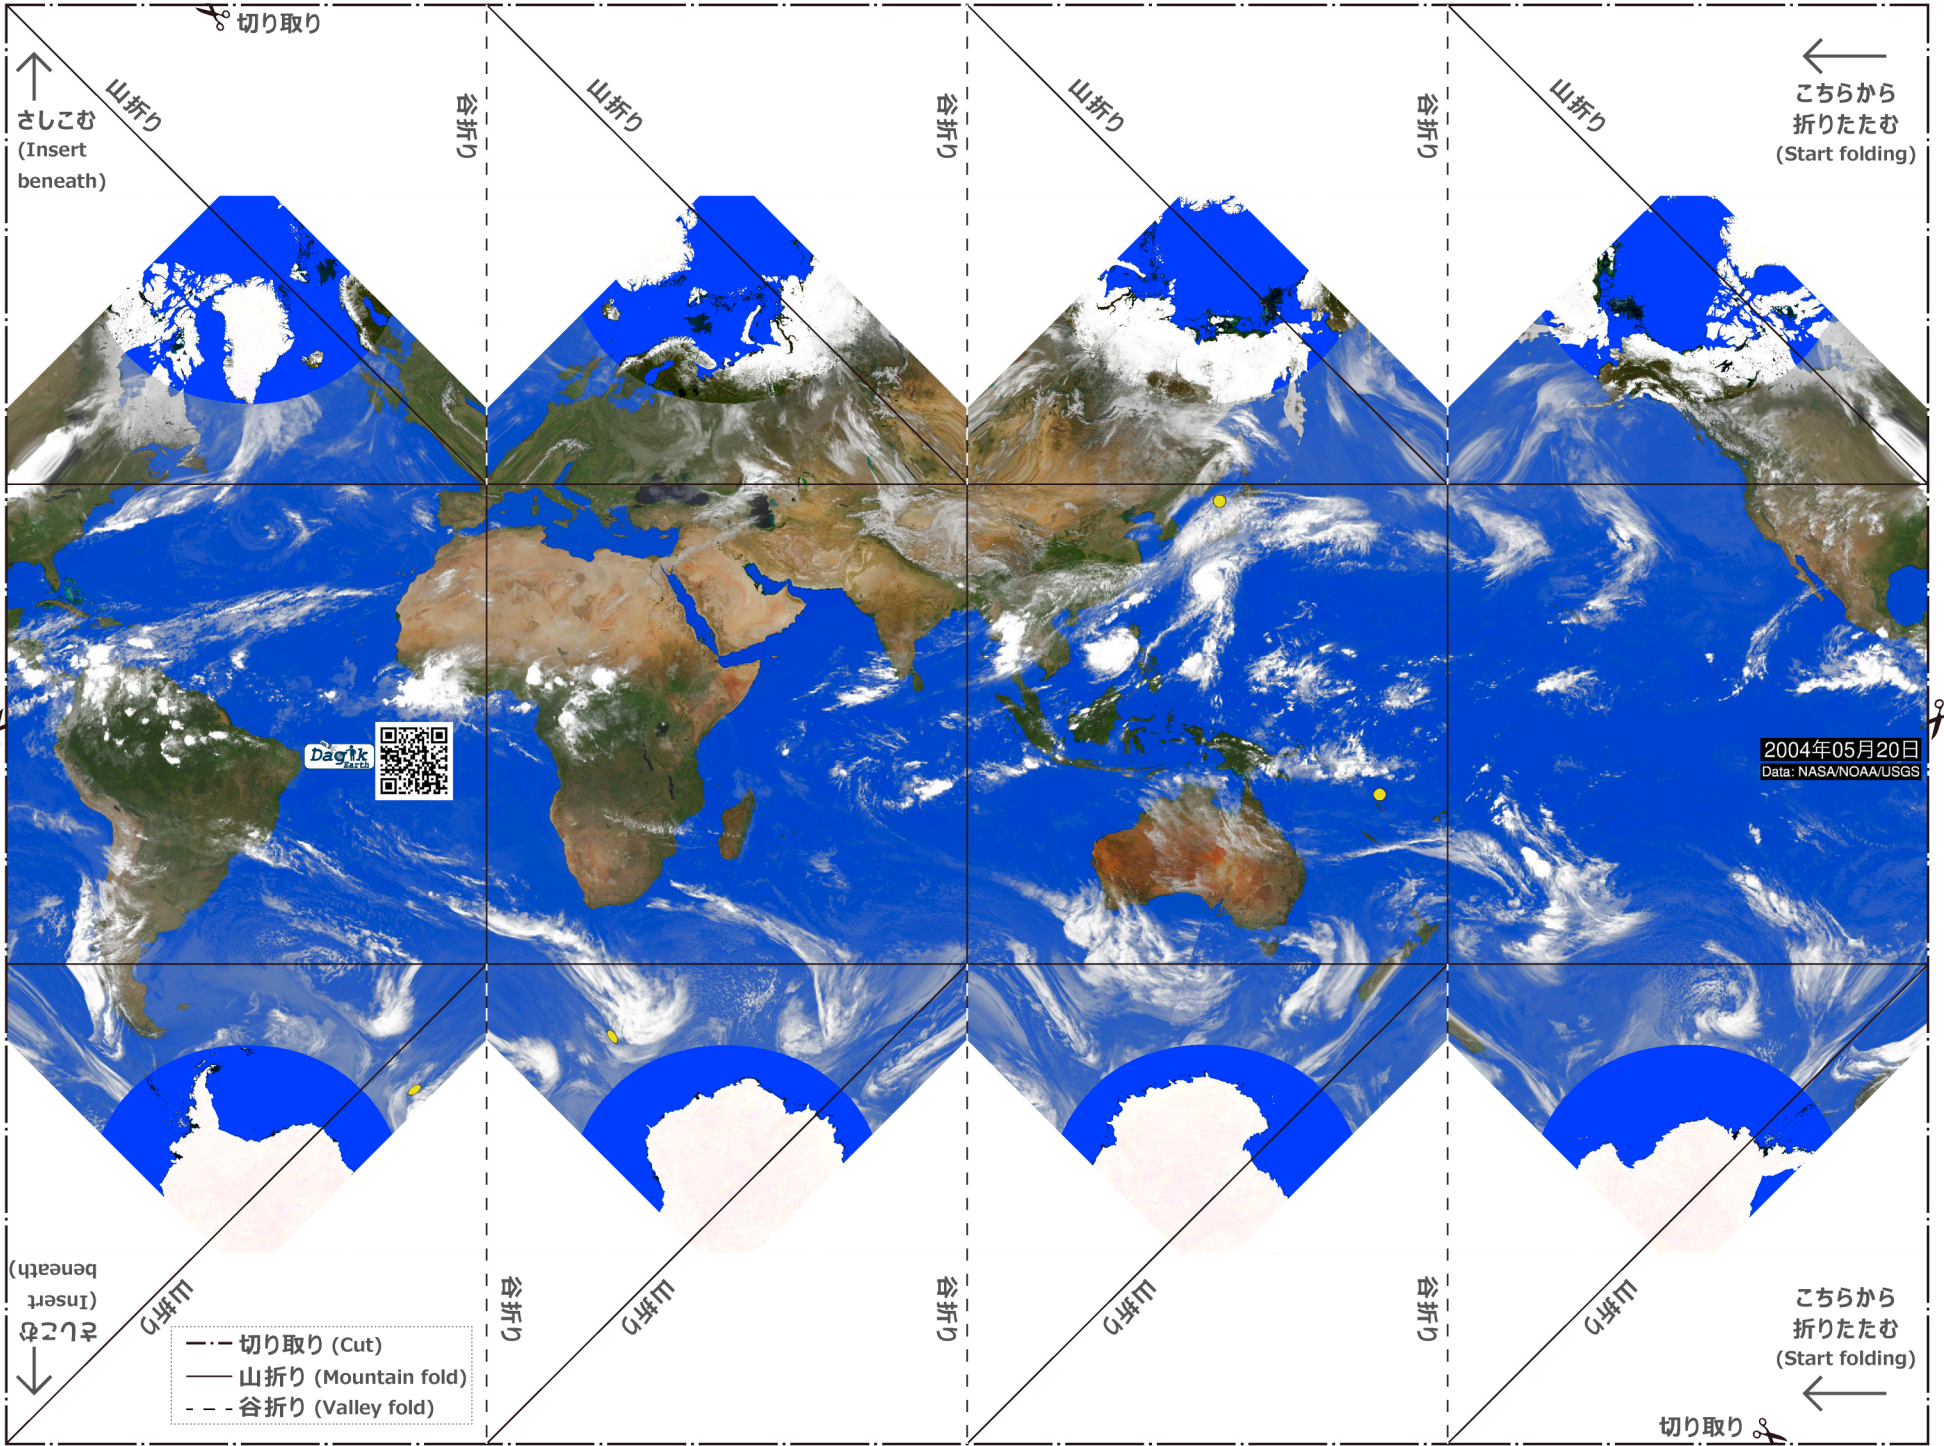 切り取り
山折り
谷折り
山折り
谷折り
山折り
谷折り
山折り
さしこむ
(Insert
beneath)
こちらから
折りたたむ
(Start folding)
Dagik
Earth
2004年05月20日
Data: NASA/NOAA/USGS
さしこむ
(Insert
beneath)
山折り
谷折り
山折り
谷折り
山折り
谷折り
山折り
切り取り (Cut)
山折り (Mountain fold)
谷折り (Valley fold)
こちらから
折りたたむ
(Start folding)
切り取り